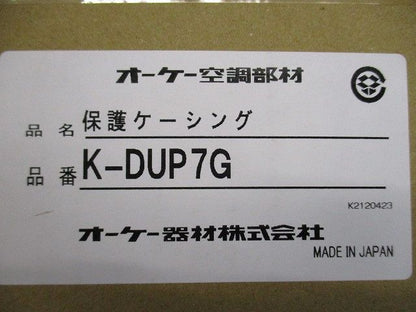 オーケー空調部材
品名 保護ケーシング
品番 K-DUP7G
K2120423
オーケー器材株式会社
MADE IN JAPAN